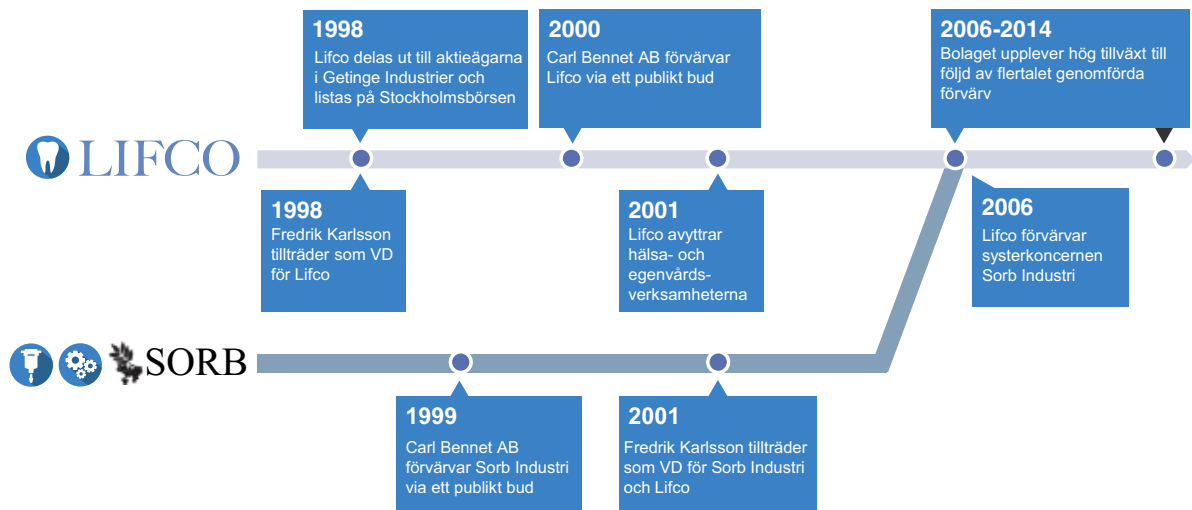 1998
Lifco delas ut till aktieägarna
i Getinge Industrier och
listas på Stockholmsbörsen
2000
Carl Bennet AB förvärvar
Lifco via ett publikt bud
2006-2014
Bolaget upplever hög tillväxt till
följd av flertalet genomförda
förvärv
LIFCO
1998
Fredrik Karlsson
tillträder som VD
för Lifco
2001
Lifco avyttrar
hälsa- och
egenvårds-
verksamheterna
2006
Lifco förvärvar
systerkoncernen
Sorb Industri
SORB
1999
Carl Bennet AB
förvärvar Sorb Industri
via ett publikt bud
2001
Fredrik Karlsson tillträder
som VD för Sorb Industri
och Lifco